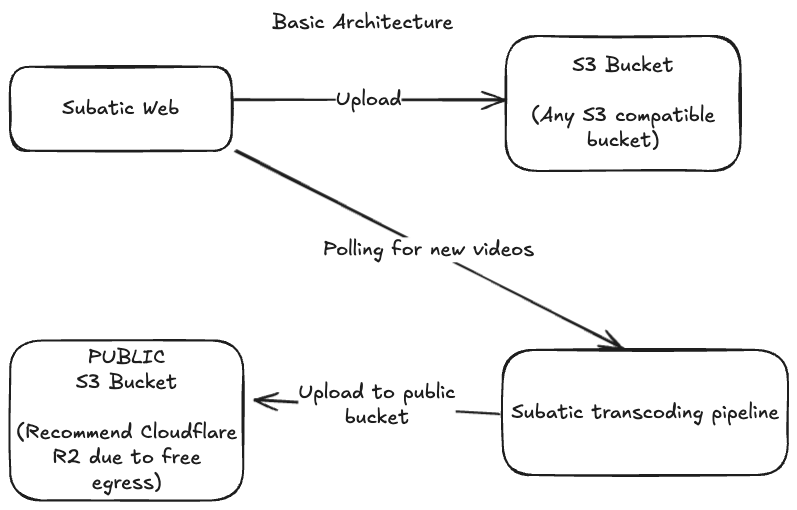 Basic Architecture
Subatic Web
Upload
S3 Bucket
(Any S3 compatible
bucket)
Polling for new videos
PUBLIC
S3 Bucket
(Recommend Cloudflare
R2 due to free
egress)
Upload to public
bucket
Subatic transcoding pipeline